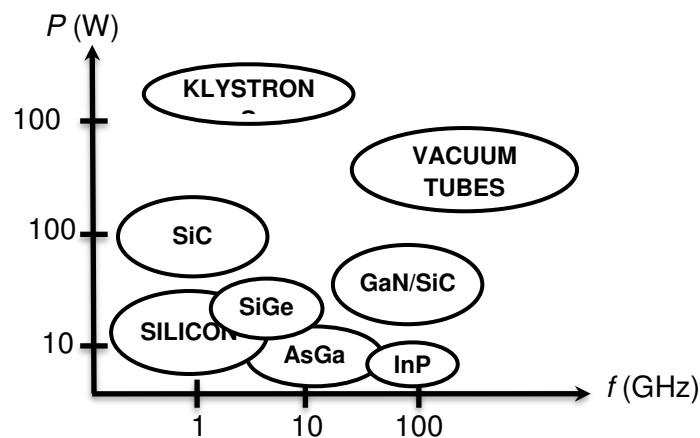 P (W)
KLYSTRON
100
VACUUM
TUBES
100
SiC
GaN/SiC
SiGe
SILICON
10
AsGa
InP
f (GHz)
1
10
100